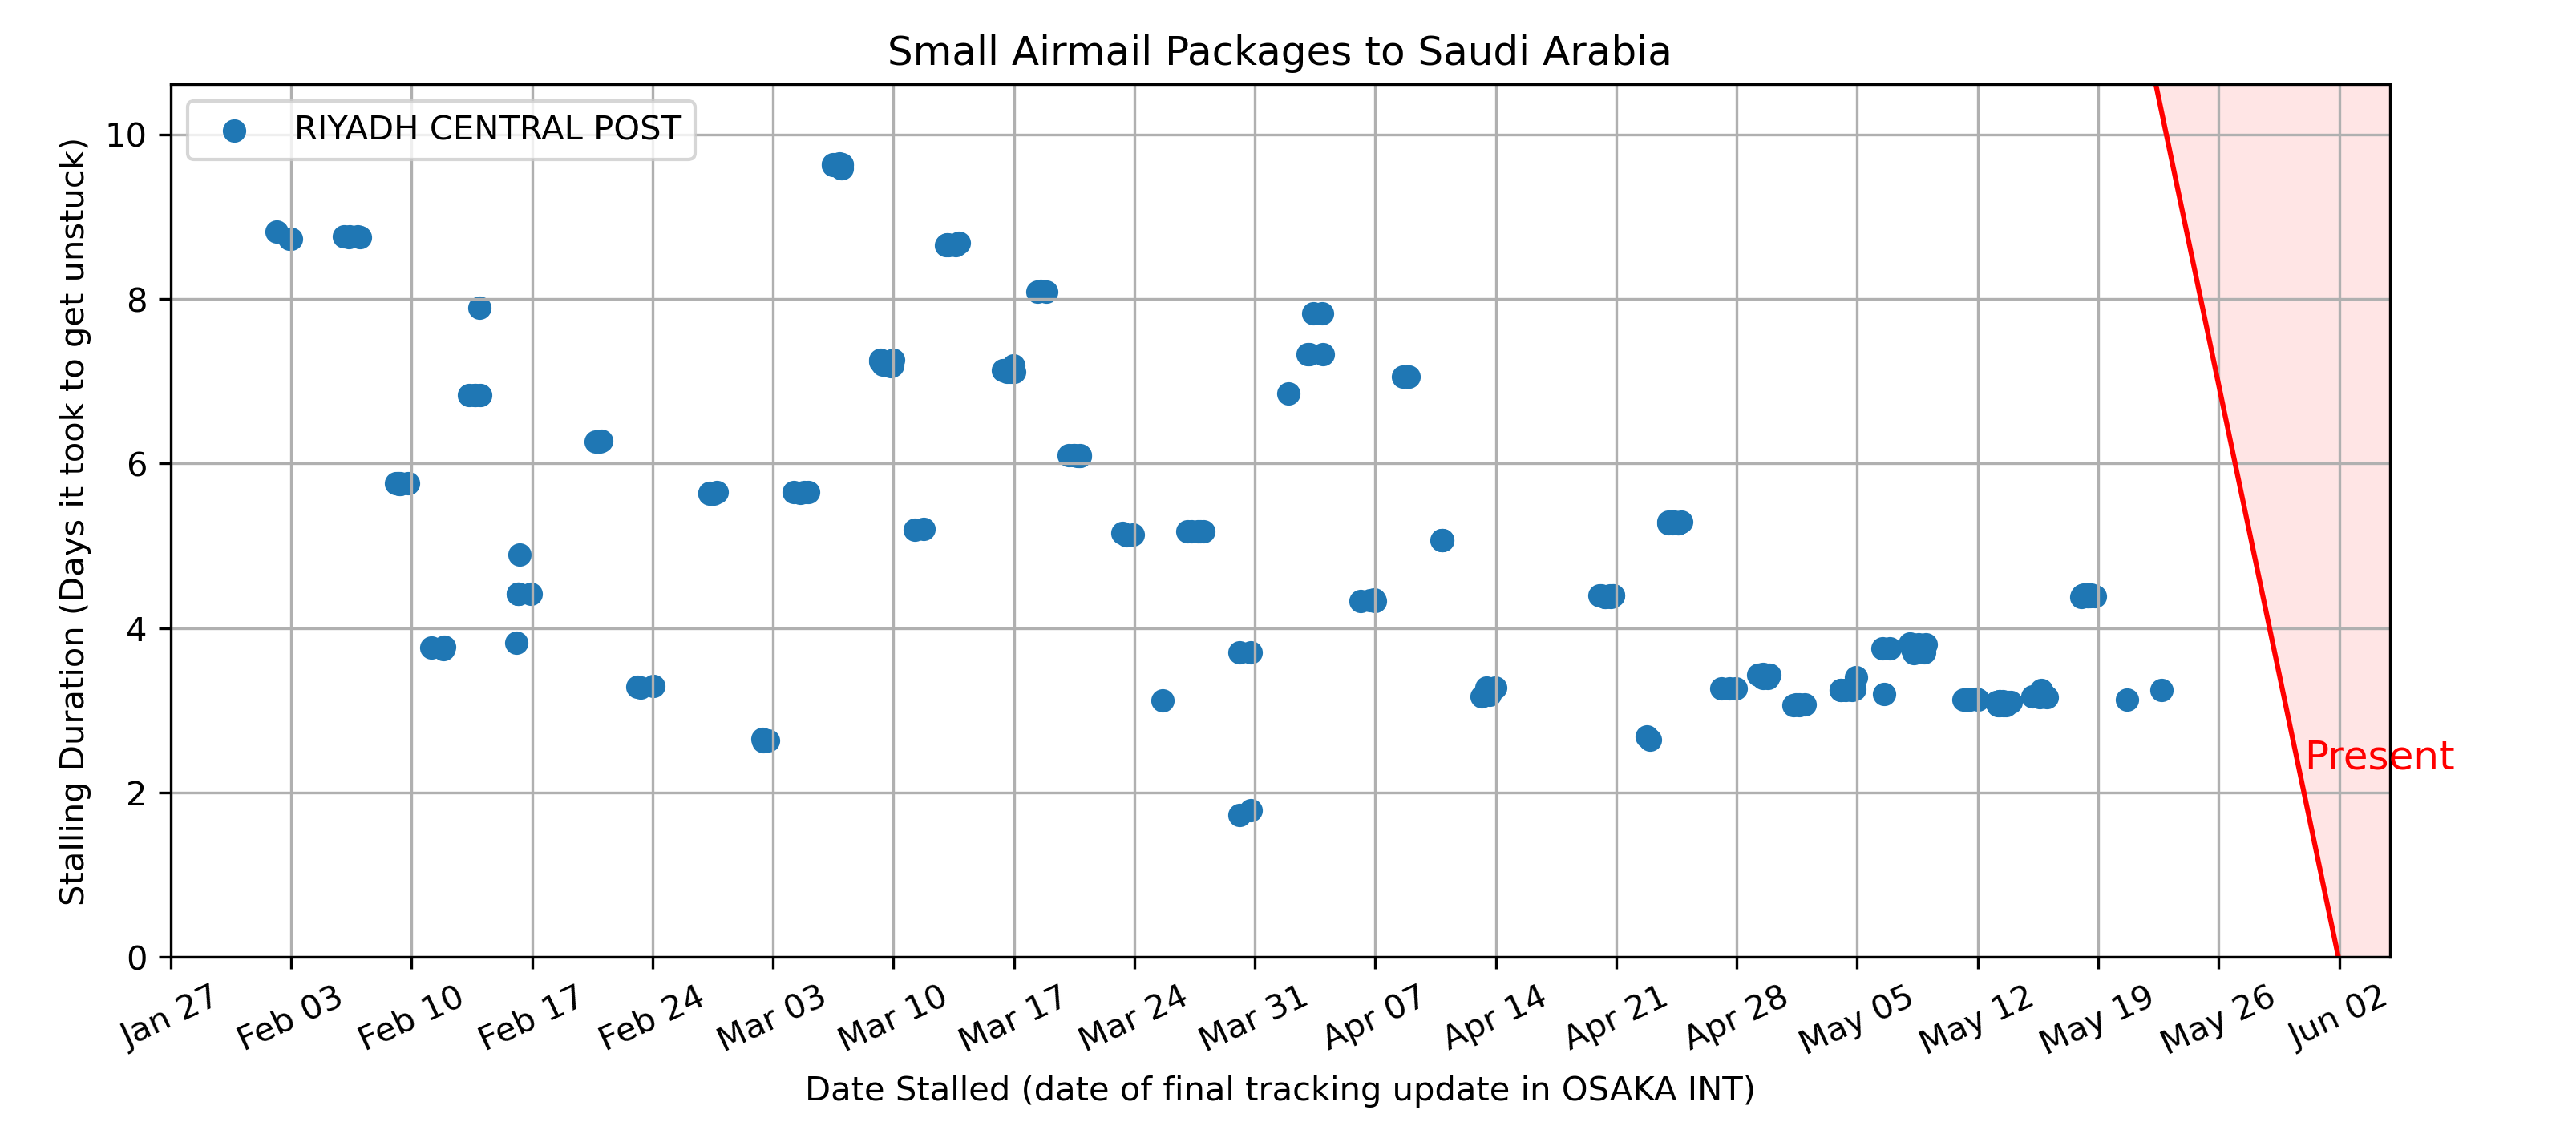 Small Airmail Packages to Saudi Arabia
RIYADH CENTRAL POST
Stalling Duration (Days it took to get unstuck)
10
8
6
4
2
0
Present
Jan 27
Feb 03
Feb 10
Feb 17
Feb 24
Mar 03
Mar 10
Mar 17
Mar 24
Mar 31
Apr 07
Apr 14
Apr 21
Apr 28
May 05
May 12
May 19
May 26
Jun 02
Date Stalled (date of final tracking update in OSAKA INT)